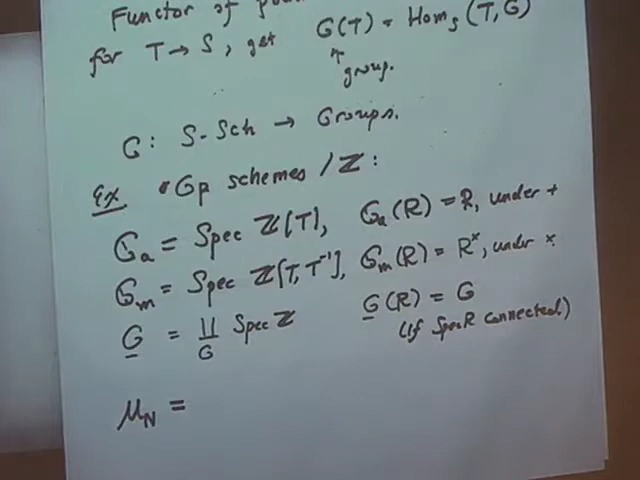 Functor of
for T → S, get G(T) = Hom_S (T, G)
↑
group.
G: S-Sch → Groups.
Ex • Gp schemes /ℤ:
𝔾_a = Spec ℤ[T], 𝔾_a(R) = R, under +
𝔾_m = Spec ℤ[T, T⁻¹], 𝔾_m(R) = R^×, under ×
G = ∐_G Spec ℤ G(R) = G
(if Spec R connected.)
μ_N =